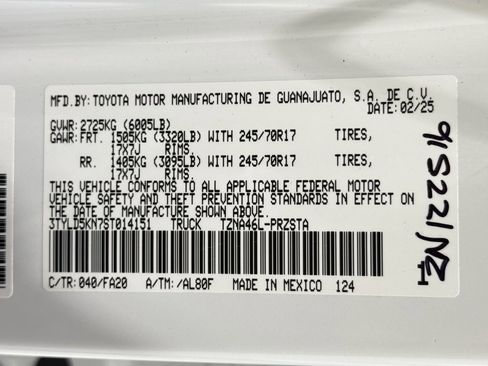 MFD.BY: TOYOTA MOTOR MANUFACTURING DE GUANAJUATO, S.A. DE C.V.
DATE: 02/25
GVWR: 2725KG (6005LB)
GAWR: FRT. 1505KG (3320LB) WITH 245/70R17 TIRES,
17X7J RIMS.
RR. 1405KG (3095LB) WITH 245/70R17 TIRES,
17X7J RIMS.
THIS VEHICLE CONFORMS TO ALL APPLICABLE FEDERAL MOTOR
VEHICLE SAFETY AND THEFT PREVENTION STANDARDS IN EFFECT ON
THE DATE OF MANUFACTURE SHOWN ABOVE.
3TYLD5KN7ST014151 TRUCK TZNA46L-PRZSTA
C/TR: 040/FA20 A/TM: /AL80F MADE IN MEXICO 124